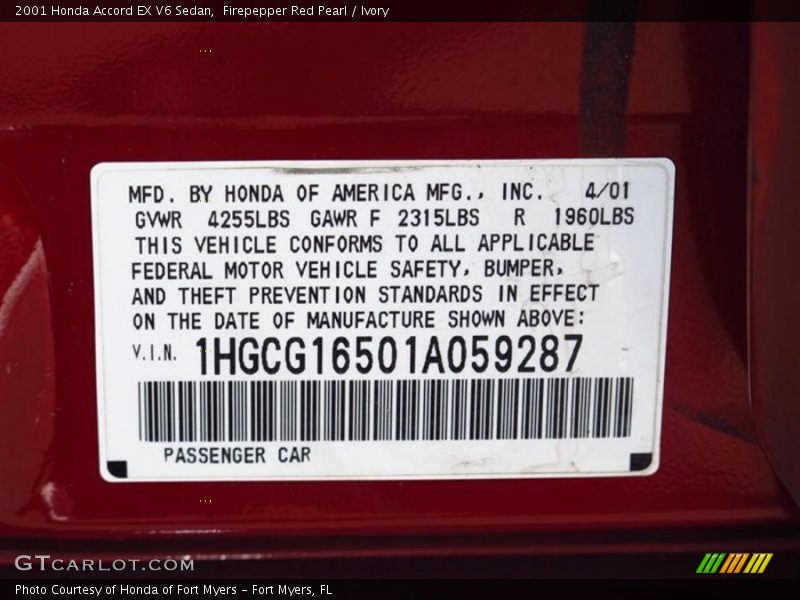 2001 Honda Accord EX V6 Sedan,  Firepepper Red Pearl / Ivory
MFD. BY HONDA OF AMERICA MFG., INC.   4/01
GVWR  4255LBS  GAWR F  2315LBS   R  1960LBS
THIS VEHICLE CONFORMS TO ALL APPLICABLE
FEDERAL MOTOR VEHICLE SAFETY, BUMPER,
AND THEFT PREVENTION STANDARDS IN EFFECT
ON THE DATE OF MANUFACTURE SHOWN ABOVE:
V.I.N.  1HGCG16501A059287
PASSENGER CAR
GTCARLOT.COM
Photo Courtesy of Honda of Fort Myers - Fort Myers, FL